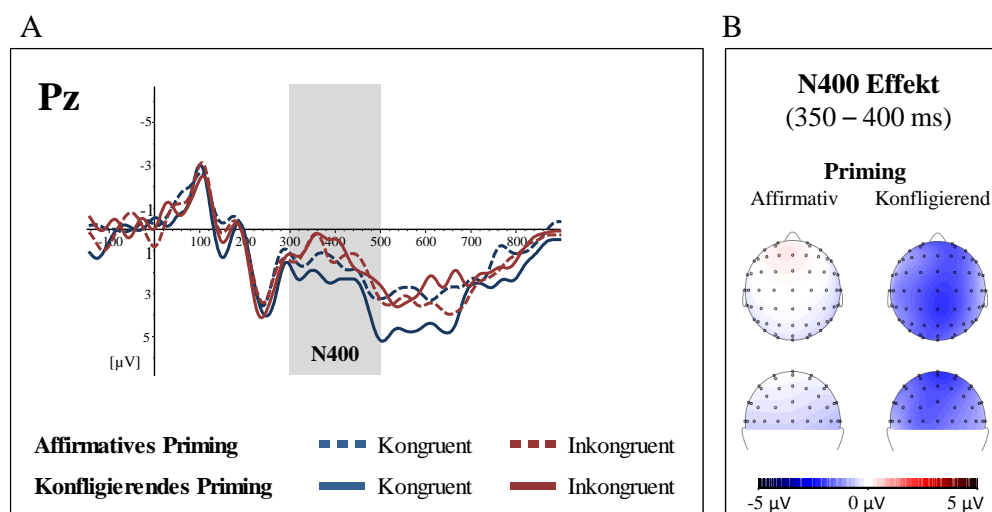 A
B
Pz
N400 Effekt
(350 – 400 ms)
Priming
Affirmativ Konfligierend
-5
-3
-1
-100 100 200 300 400 500 600 700 800
1
3
5
[µV]
N400
Affirmatives Priming Kongruent Inkongruent
Konfligierendes Priming Kongruent Inkongruent
-5 µV 0 µV 5 µV